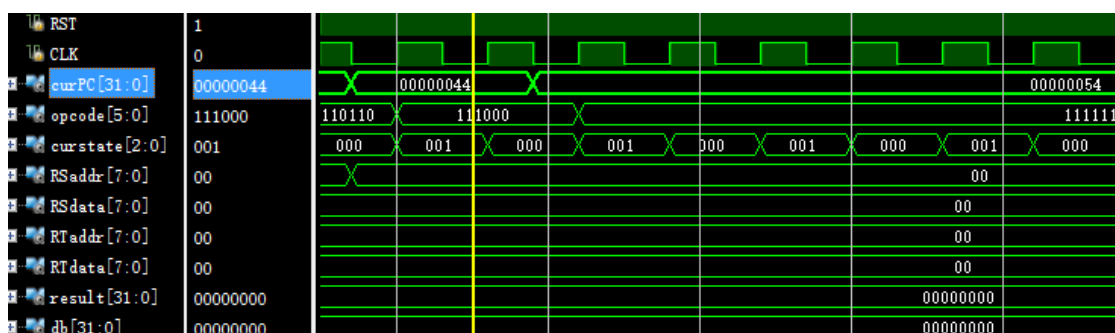 RST 1
CLK 0
curPC[31:0] 00000044 00000044 00000054
opcode[5:0] 111000 110110 111000 111111
curstate[2:0] 001 000 001 000 001 000 001 000 001 000
RSaddr[7:0] 00 00
RSdata[7:0] 00 00
RTaddr[7:0] 00 00
RTdata[7:0] 00 00
result[31:0] 00000000 00000000
db[31:0] 00000000 00000000